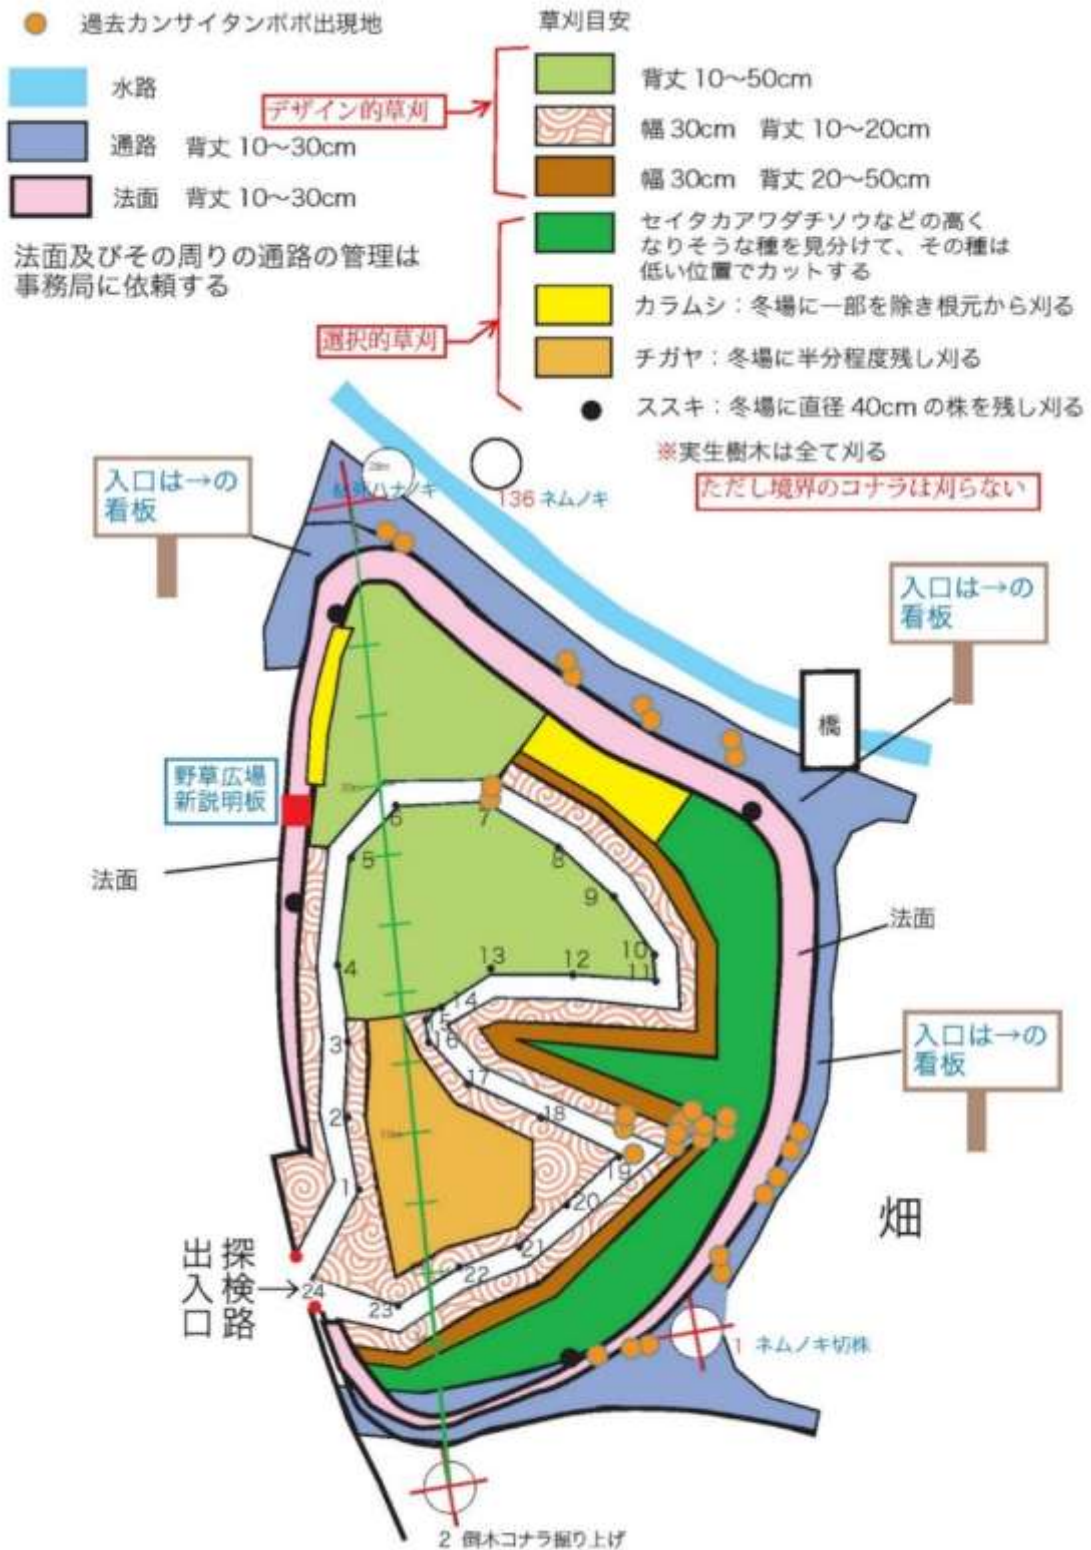 過去カンサイタンポポ出現地
水路
通路 背丈 10〜30cm
法面 背丈 10〜30cm
法面及びその周りの通路の管理は
事務局に依頼する
草刈目安
デザイン的草刈
背丈 10〜50cm
幅 30cm 背丈 10〜20cm
幅 30cm 背丈 20〜50cm
選択的草刈
セイタカアワダチソウなどの高く
なりそうな種を見分けて、その種は
低い位置でカットする
カラムシ：冬場に一部を除き根元から刈る
チガヤ：冬場に半分程度残し刈る
ススキ：冬場に直径 40cm の株を残し刈る
※実生樹木は全て刈る
ただし境界のコナラは刈らない
入口は→の
看板
ハナノキ
136 ネムノキ
入口は→の
看板
橋
野草広場
新説明板
法面
法面
入口は→の
看板
1
2
3
4
5
6
7
8
9
10
11
12
13
14
16
17
18
19
20
21
22
23
24
畑
探検路
出入口
1 ネムノキ切株
2 倒木コナラ掘り上げ